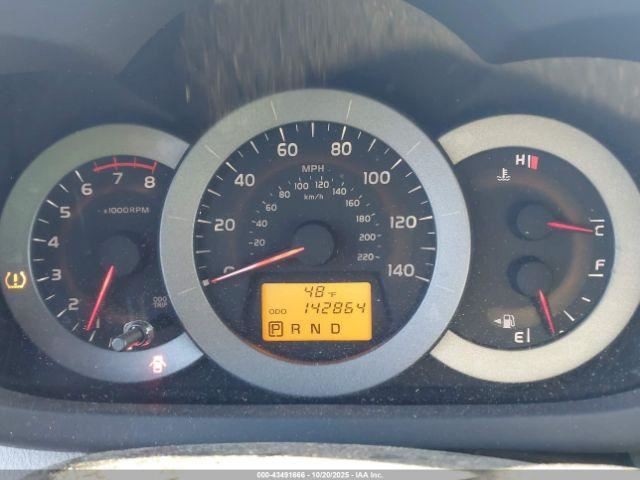 1 2 3 4 5 6 7 8
x1000RPM
ODO
TRIP
0 20 40 60 80 100 120 140
MPH
km/h
20 40 60 80 100 120 140 160 180 200 220
48°F
ODO 142864
P R N D
H
C
F
E
000-43491666 - 10/20/2025 - © IAA Inc.